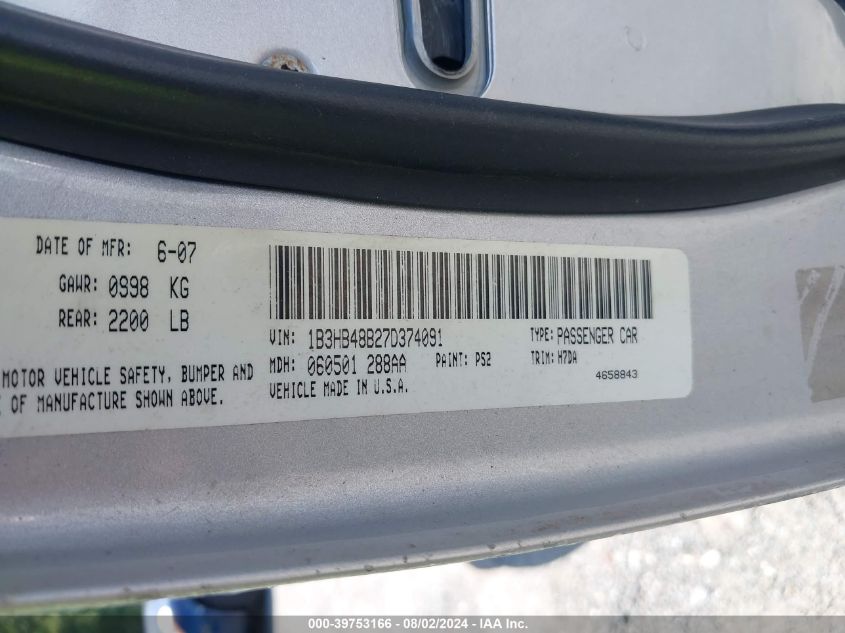 DATE OF MFR: 6-07
GAWR: 0998 KG
REAR: 2200 LB
MOTOR VEHICLE SAFETY, BUMPER AND
OF MANUFACTURE SHOWN ABOVE.
VIN: 1B3HB48B27D374091
TYPE: PASSENGER CAR
MDH: 060501 288AA
PAINT: PS2
TRIM: H7DA
VEHICLE MADE IN U.S.A.
4658843
000-39753166 - 08/02/2024 - IAA Inc.